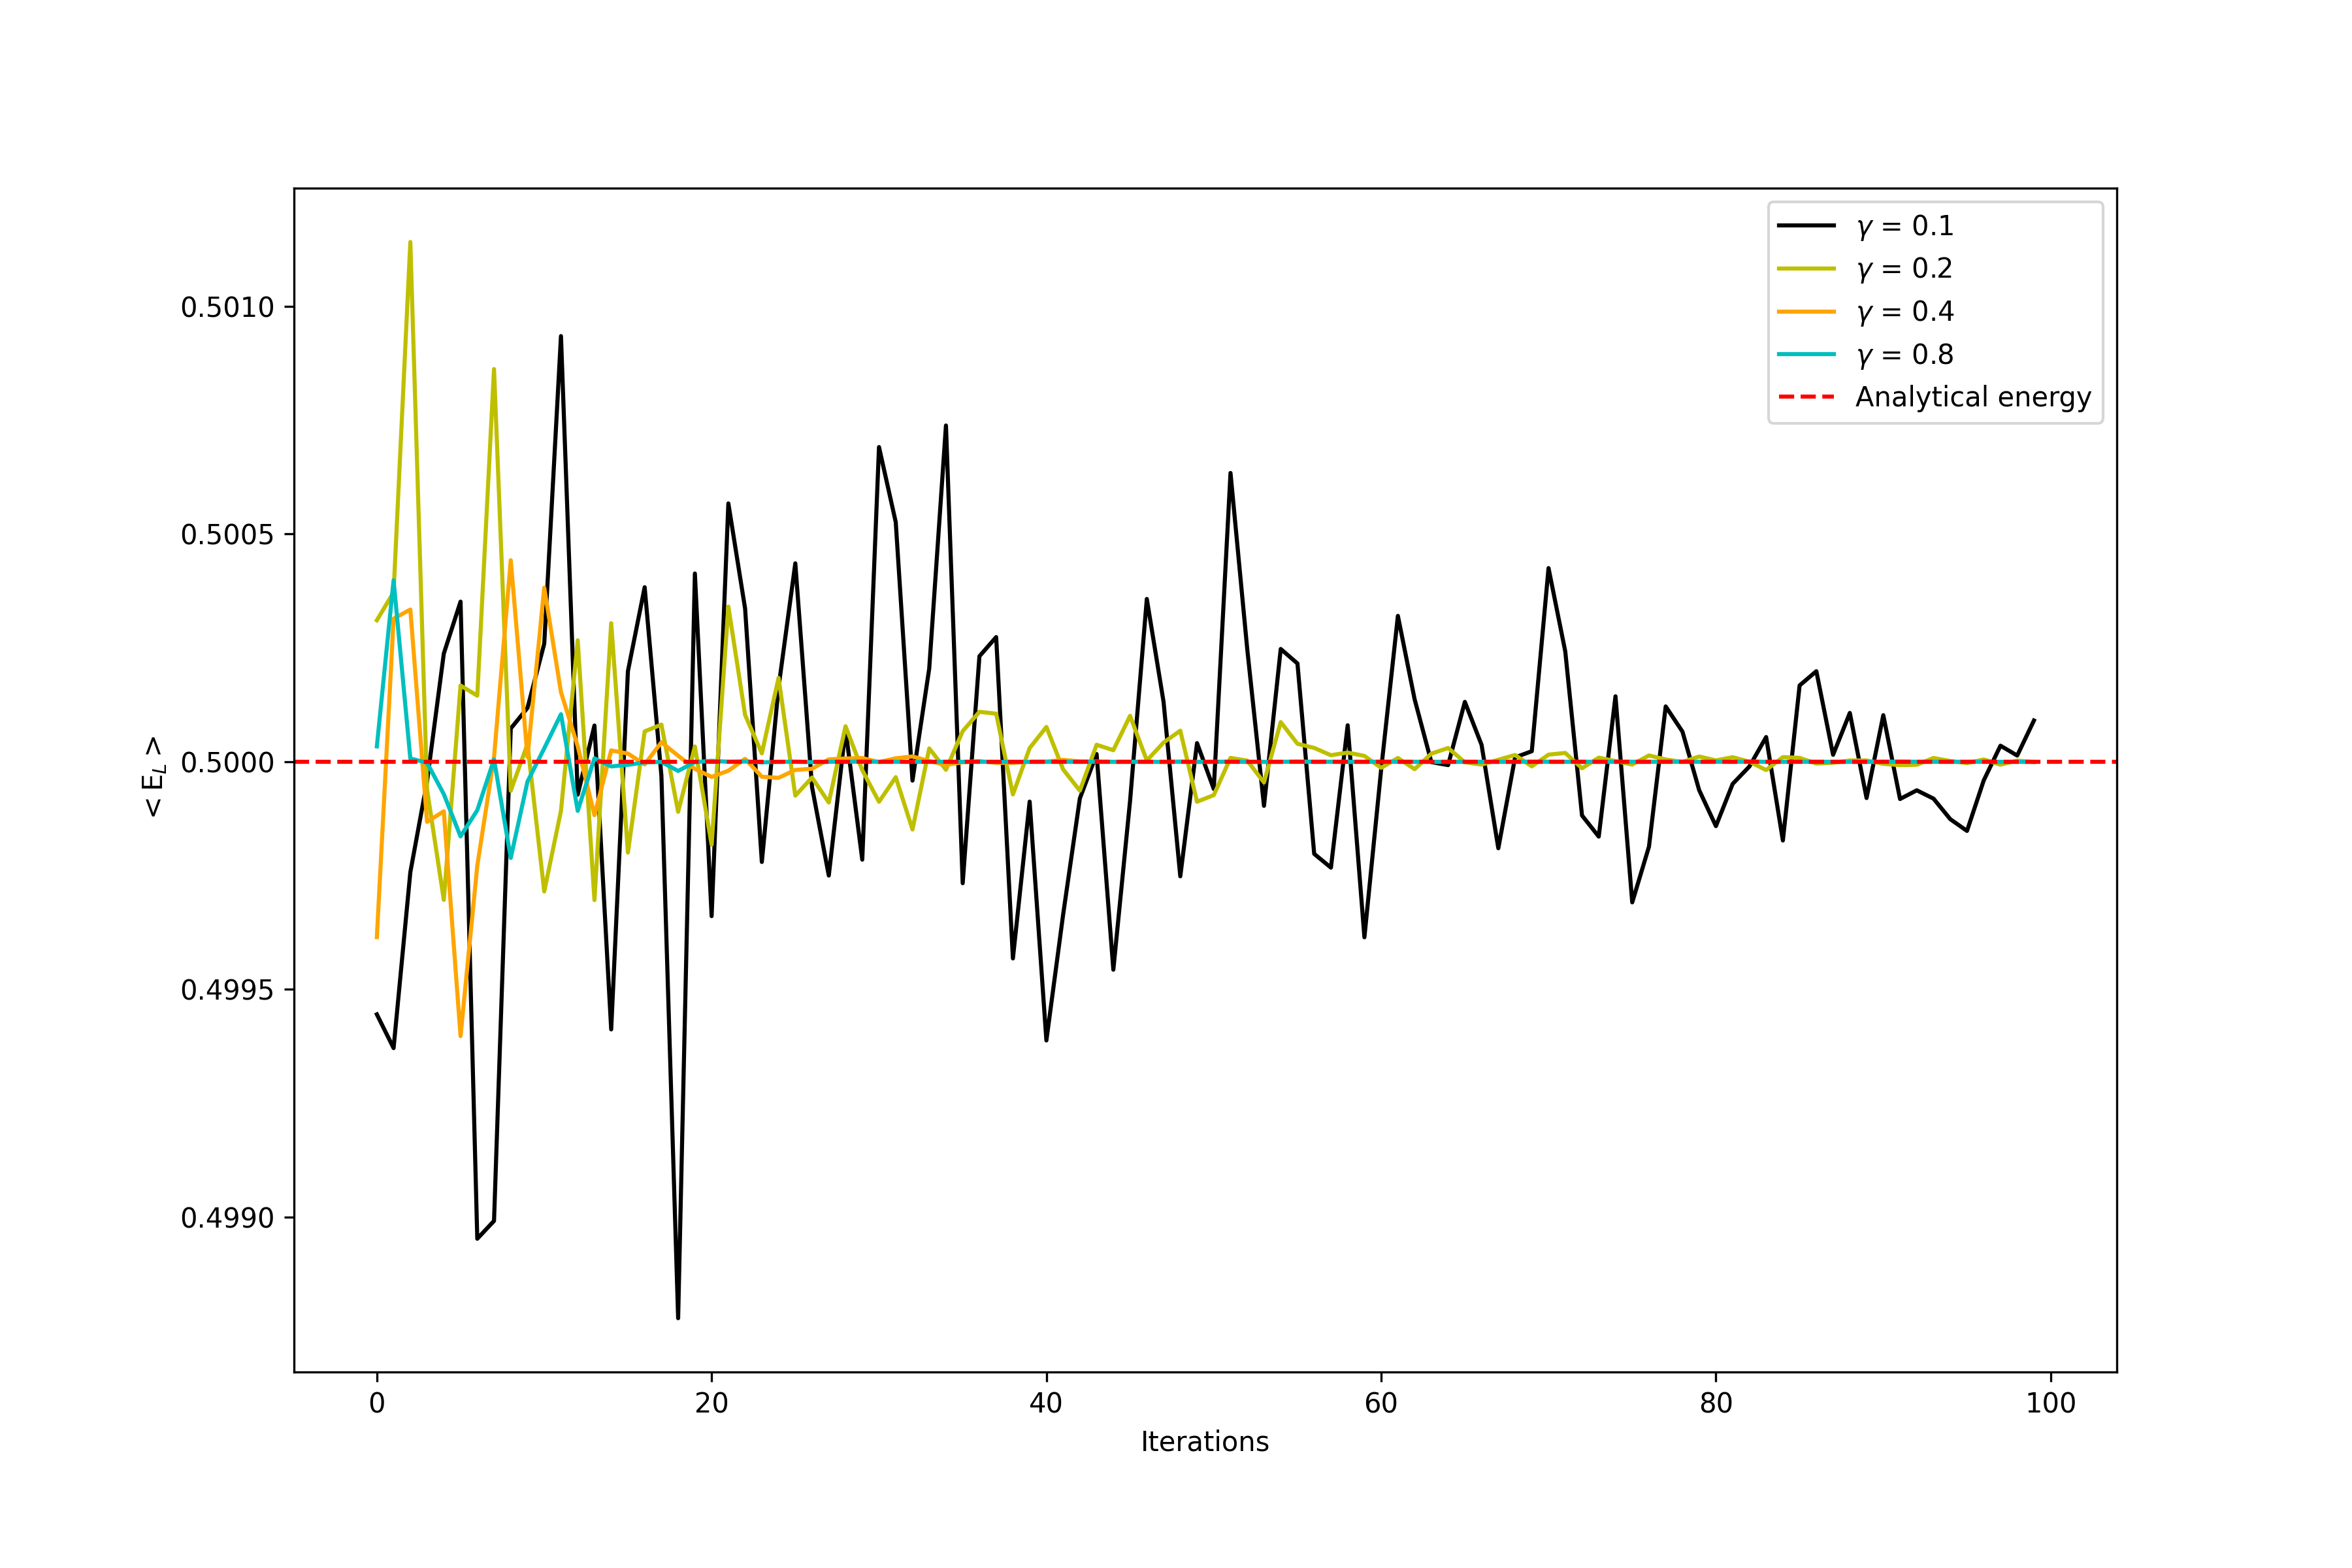 γ = 0.1
γ = 0.2
γ = 0.4
γ = 0.8
Analytical energy
0.5010
0.5005
0.5000
0.4995
0.4990
< E_L >
0 20 40 60 80 100
Iterations